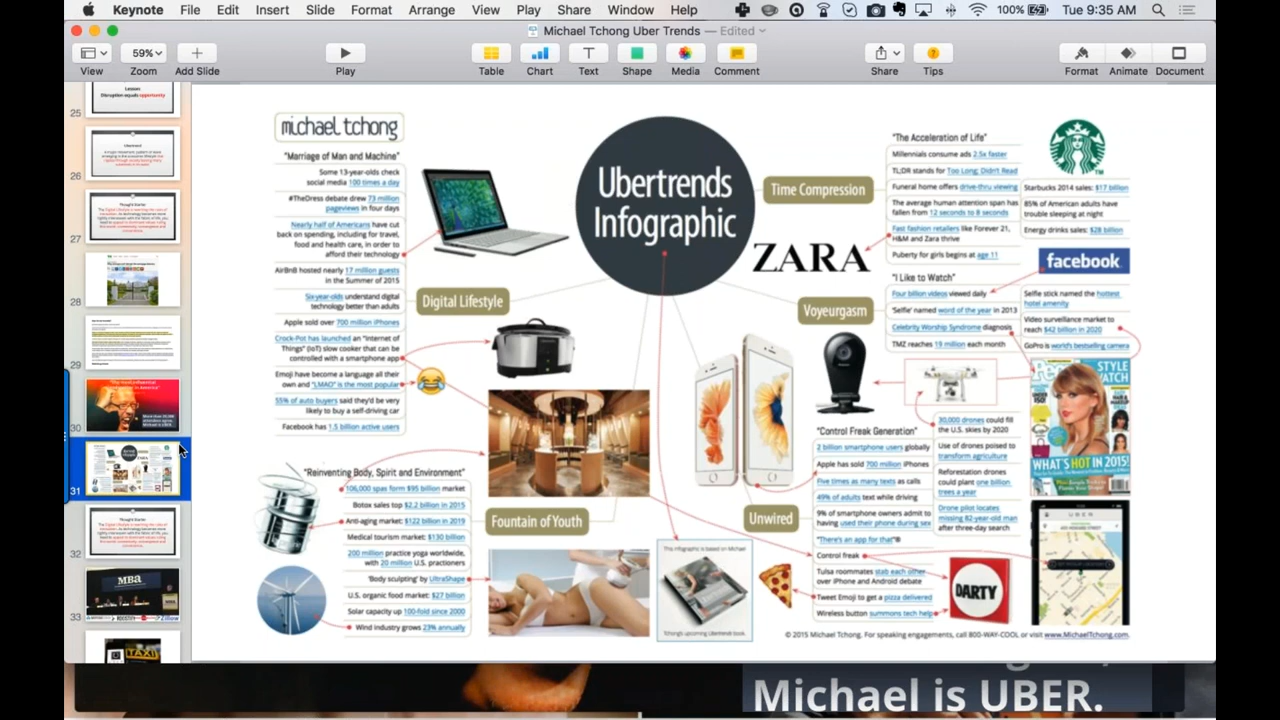 Keynote File Edit Insert Slide Format Arrange View Play Share Window Help 100% Tue 9:35 AM
Michael Tchong Uber Trends — Edited
59%
View Zoom Add Slide Play Table Chart Text Shape Media Comment Share Tips Format Animate Document
Lesson:
Disruption equals opportunity
25
26
27
28
29
30
31
32
33
MBA
TAXI
michael tchong
"Marriage of Man and Machine"
Some 13-year-olds check
social media 100 times a day
#TheDress debate drew 73 million
pageviews in four days
Nearly half of Americans have cut
back on spending, including for travel,
food and health care, in order to
afford their technology
AirBnB hosted nearly 17 million guests
in the Summer of 2015
Six-year-olds understand digital
technology better than adults
Apple sold over 700 million iPhones
Crock-Pot has launched an "Internet of
Things" (IoT) slow cooker that can be
controlled with a smartphone app
Emoji have become a language all their
own and "LMAO" is the most popular
55% of auto buyers said they'd be very
likely to buy a self-driving car
Facebook has 1.5 billion active users
Digital Lifestyle
"Reinventing Body, Spirit and Environment"
106,000 spas form $95 billion market
Botox sales top $2.2 billion in 2015
Anti-aging market: $122 billion in 2019
Medical tourism market: $130 billion
200 million practice yoga worldwide,
with 20 million U.S. practitioners
'Body sculpting' by UltraShape
U.S. organic food market: $27 billion
Solar capacity up 100-fold since 2000
Wind industry grows 23% annually
Fountain of Youth
Ubertrends
Infographic
This infographic is based on Michael
Tchong's upcoming Ubertrends book.
Time Compression
ZARA
"The Acceleration of Life"
Millennials consume ads 2.5x faster
TL;DR stands for Too Long; Didn't Read
Funeral home offers drive-thru viewing
The average human attention span has
fallen from 12 seconds to 8 seconds
Fast fashion retailers like Forever 21,
H&M and Zara thrive
Puberty for girls begins at age 11
Starbucks 2014 sales: $17 billion
85% of American adults have
trouble sleeping at night
Energy drinks sales: $28 billion
facebook
Voyeurgasm
"I Like to Watch"
Four billion videos viewed daily
'Selfie' named word of the year in 2013
Celebrity Worship Syndrome diagnosis
TMZ reaches 19 million each month
Selfie stick named the hottest
hotel amenity
Video surveillance market to
reach $42 billion in 2020
GoPro is world's bestselling camera
30,000 drones could fill
the U.S. skies by 2020
Use of drones poised to
transform agriculture
Reforestation drones
could plant one billion
trees a year
Drone pilot locates
missing 82-year-old man
after three-day search
People STYLE
WATCH
WHAT'S HOT IN 2015!
Unwired
"Control Freak Generation"
2 billion smartphone users globally
Apple has sold 700 million iPhones
Five times as many texts as calls
49% of adults text while driving
9% of smartphone owners admit to
having used their phone during sex
"There's an app for that"®
Control freak
Tulsa roommates stab each other
over iPhone and Android debate
Tweet Emoji to get a pizza delivered
Wireless button summons tech help
DARTY
UBER
© 2015 Michael Tchong. For speaking engagements, call 800-WAY-COOL or visit www.MichaelTchong.com.
Michael is UBER.